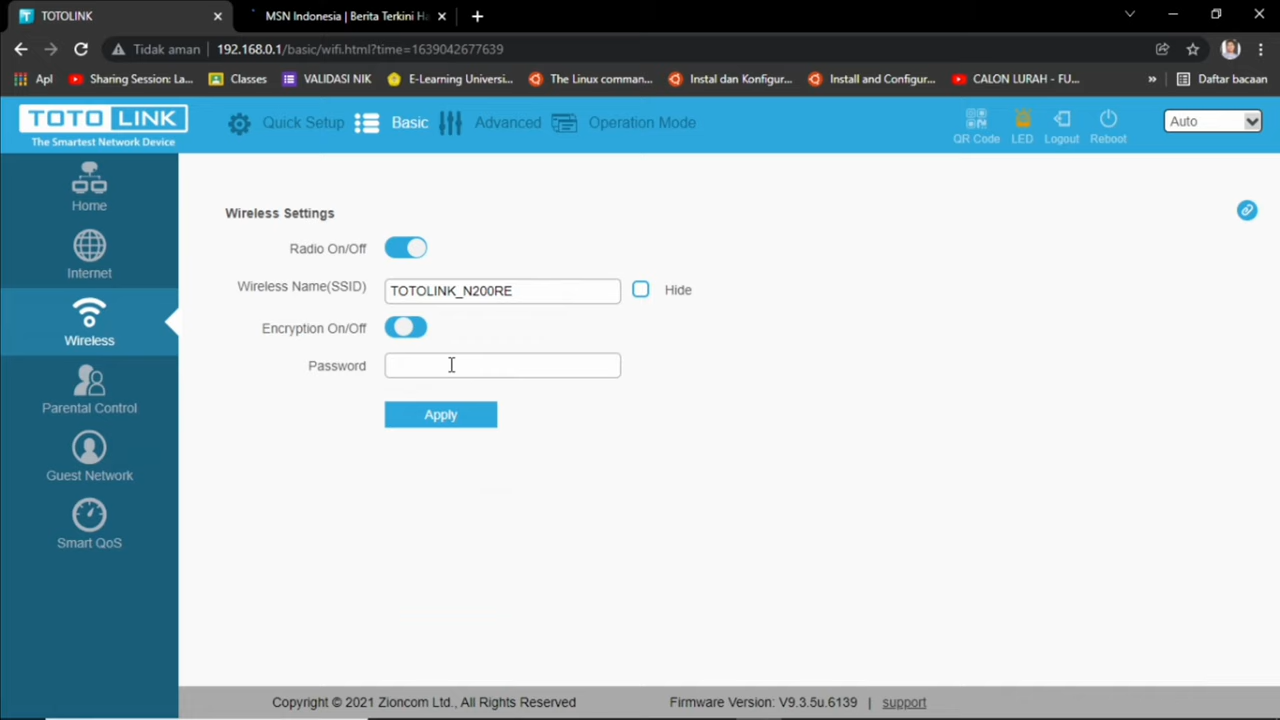 TOTOLINK
MSN Indonesia | Berita Terkini Ha
Tidak aman
192.168.0.1/basic/wifi.html?time=1639042677639
Apl
Sharing Session: La...
Classes
VALIDASI NIK
E-Learning Universi...
The Linux comman...
Instal dan Konfigur...
Install and Configur...
CALON LURAH - FU...
»
Daftar bacaan
TOTO LINK
The Smartest Network Device
Quick Setup
Basic
Advanced
Operation Mode
QR Code
LED
Logout
Reboot
Auto
Home
Internet
Wireless
Parental Control
Guest Network
Smart QoS
Wireless Settings
Radio On/Off
Wireless Name(SSID)
TOTOLINK_N200RE
Hide
Encryption On/Off
Password
Apply
Copyright © 2021 Zioncom Ltd., All Rights Reserved
Firmware Version: V9.3.5u.6139 | support